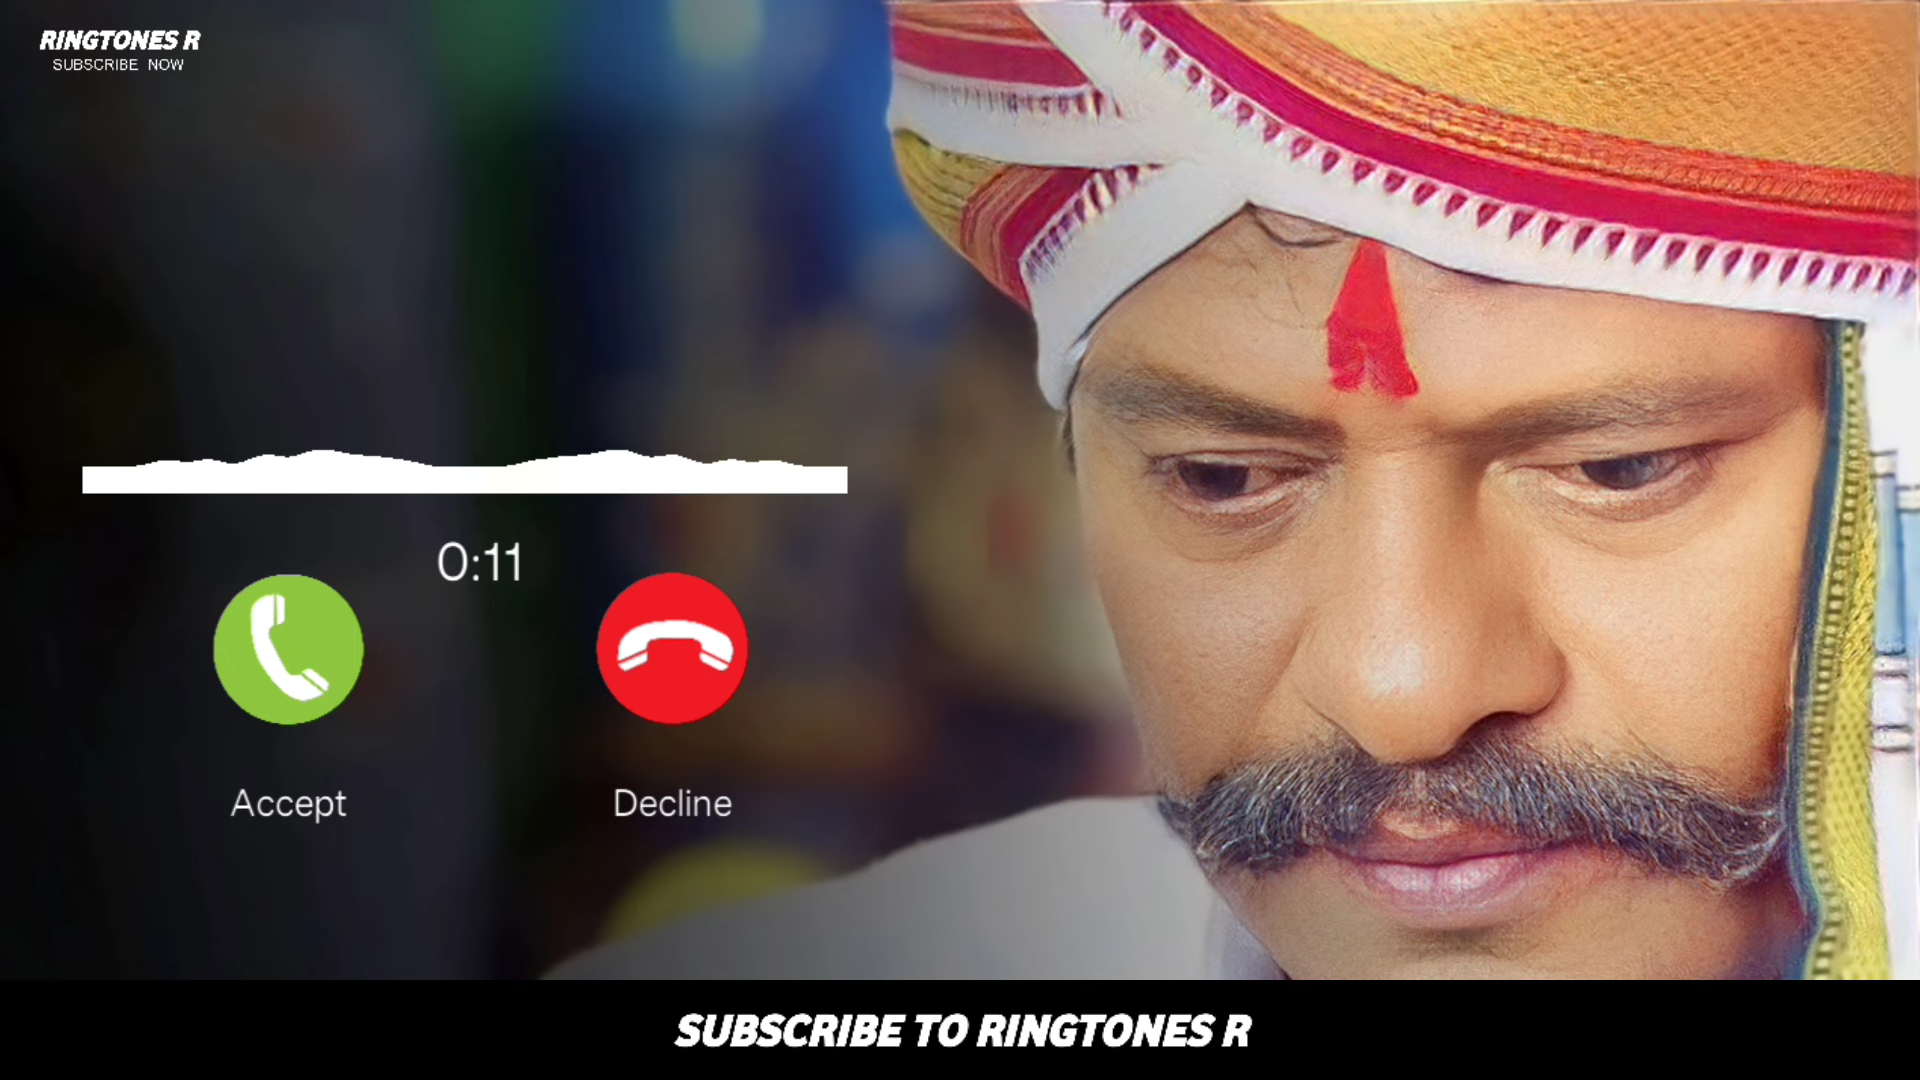 RINGTONES R
SUBSCRIBE NOW
0:11
Accept
Decline
SUBSCRIBE TO RINGTONES R